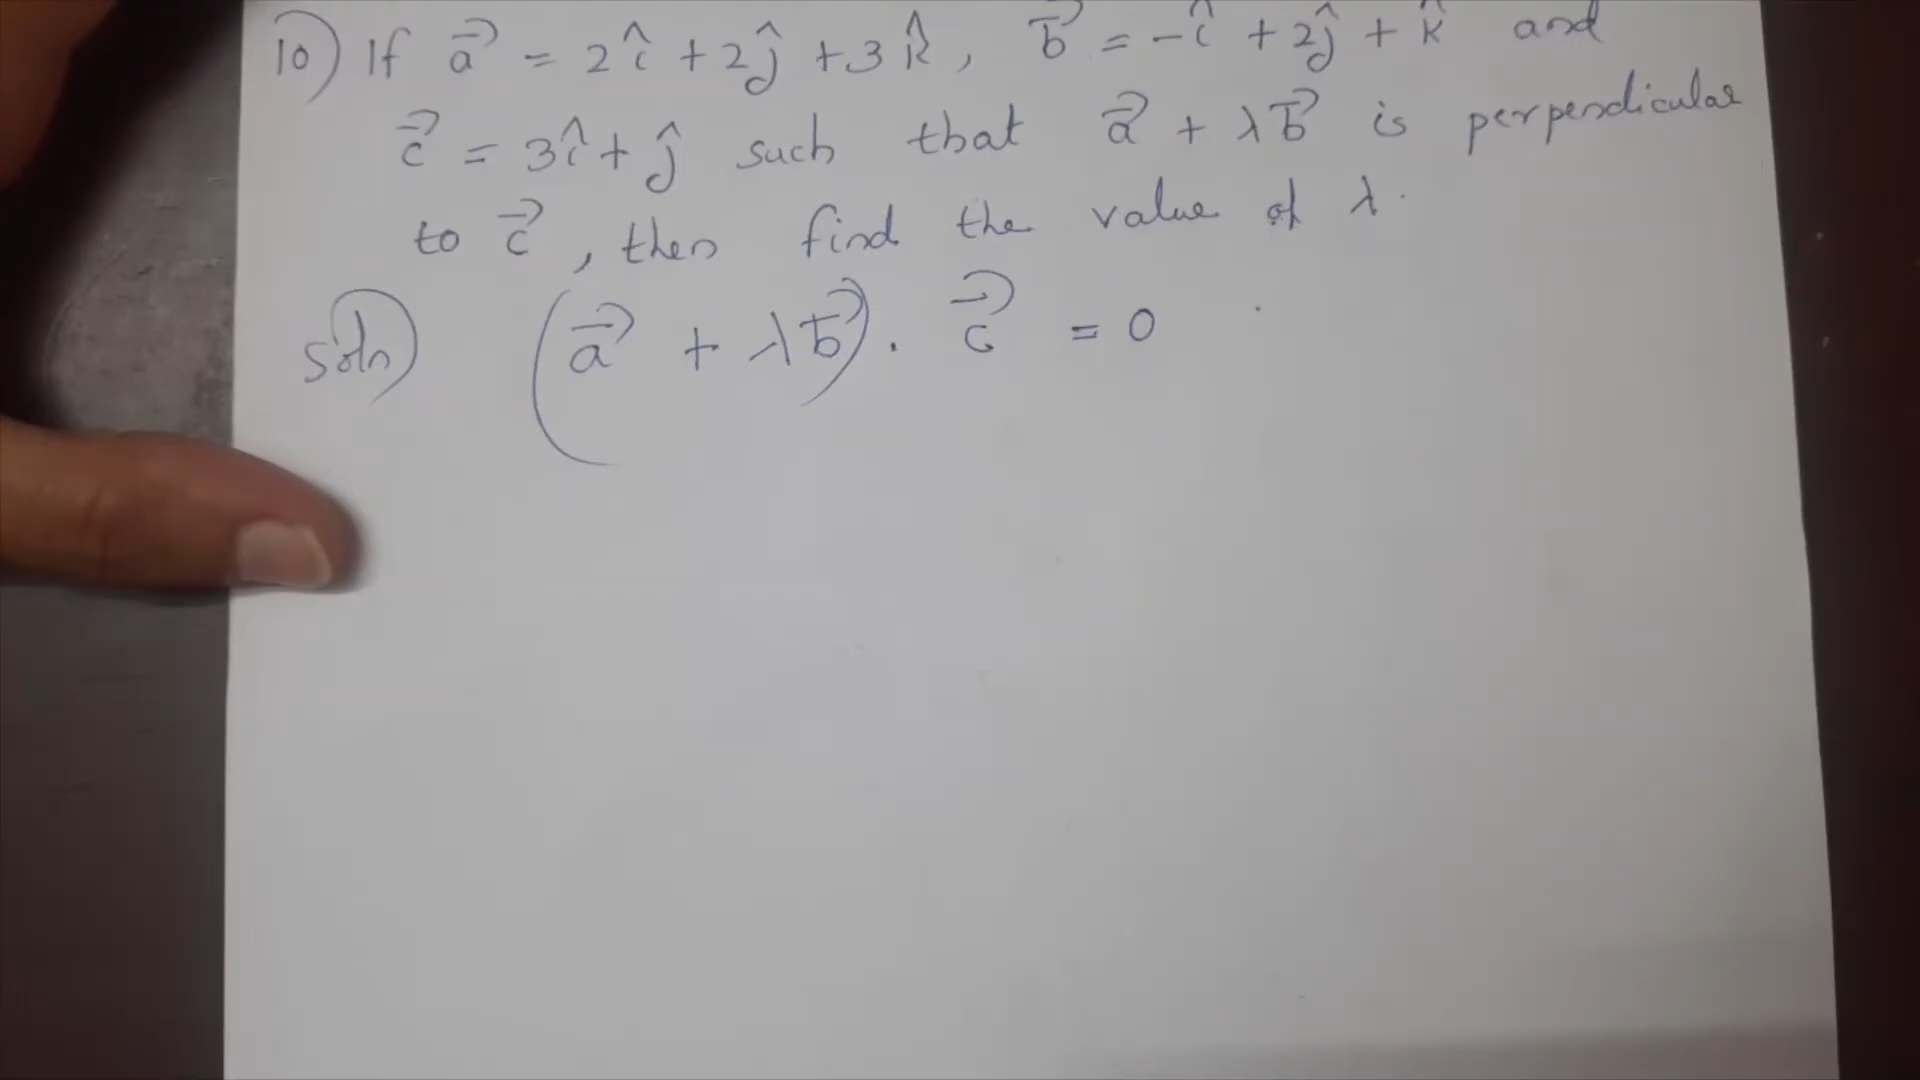 10) If a⃗ = 2î + 2ĵ + 3k̂, b⃗ = -î + 2ĵ + k̂ and
c⃗ = 3î + ĵ such that a⃗ + λb⃗ is perpendicular
to c⃗, then find the value of λ.
Soln) (a⃗ + λb⃗). c⃗ = 0